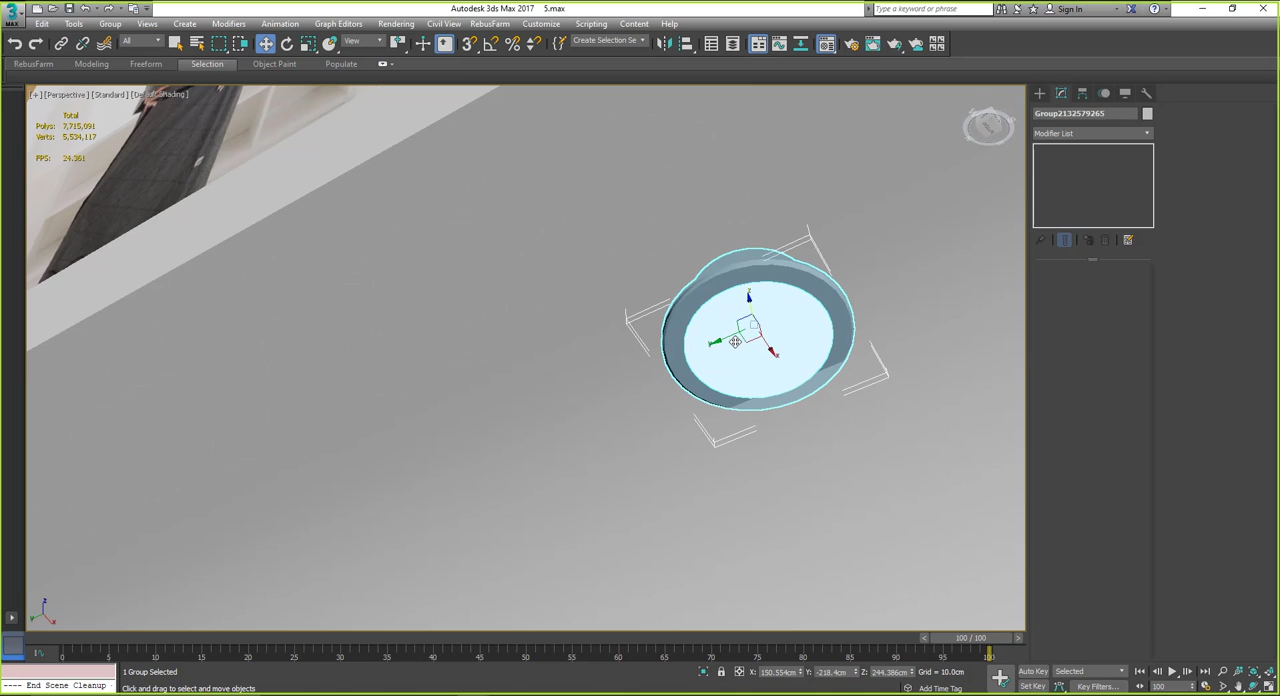 Autodesk 3ds Max 2017    5.max
Type a keyword or phrase
Sign In
MAX
Edit Tools Group Views Create Modifiers Animation Graph Editors Rendering Civil View RebusFarm Customize Scripting Content Help
All
View
Create Selection Se
RebusFarm Modeling Freeform Selection Object Paint Populate
[+] [Perspective] [Standard] [Default Shading]
Total
Polys: 7,715,091
Verts: 5,534,117
FPS: 24.361
Group2132579265
Modifier List
z
y
x
z
y
x
100 / 100
0 5 10 15 20 25 30 35 40 45 50 55 60 65 70 75 80 85 90 95 100
1 Group Selected
X: 150.554cm Y: -218.4cm Z: 244.386cm Grid = 10.0cm
Auto Key Selected
---- End Scene Cleanup -
Click and drag to select and move objects
Add Time Tag
Set Key Key Filters... 100